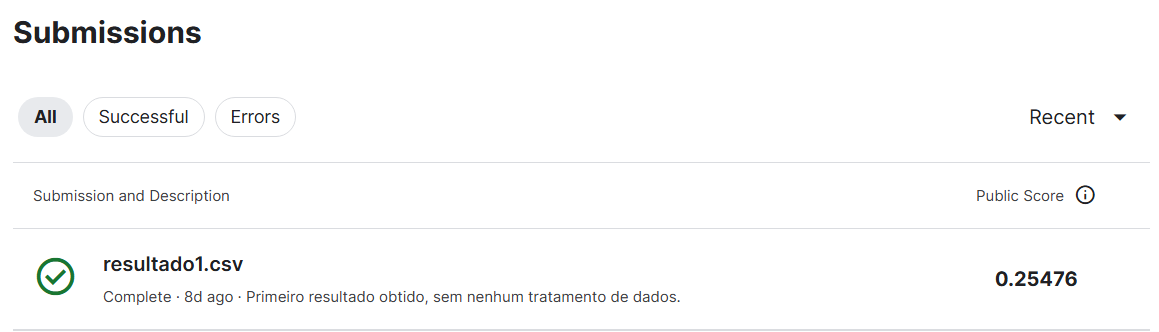 Submissions
All Successful Errors Recent
Submission and Description Public Score
resultado1.csv
0.25476
Complete · 8d ago · Primeiro resultado obtido, sem nenhum tratamento de dados.